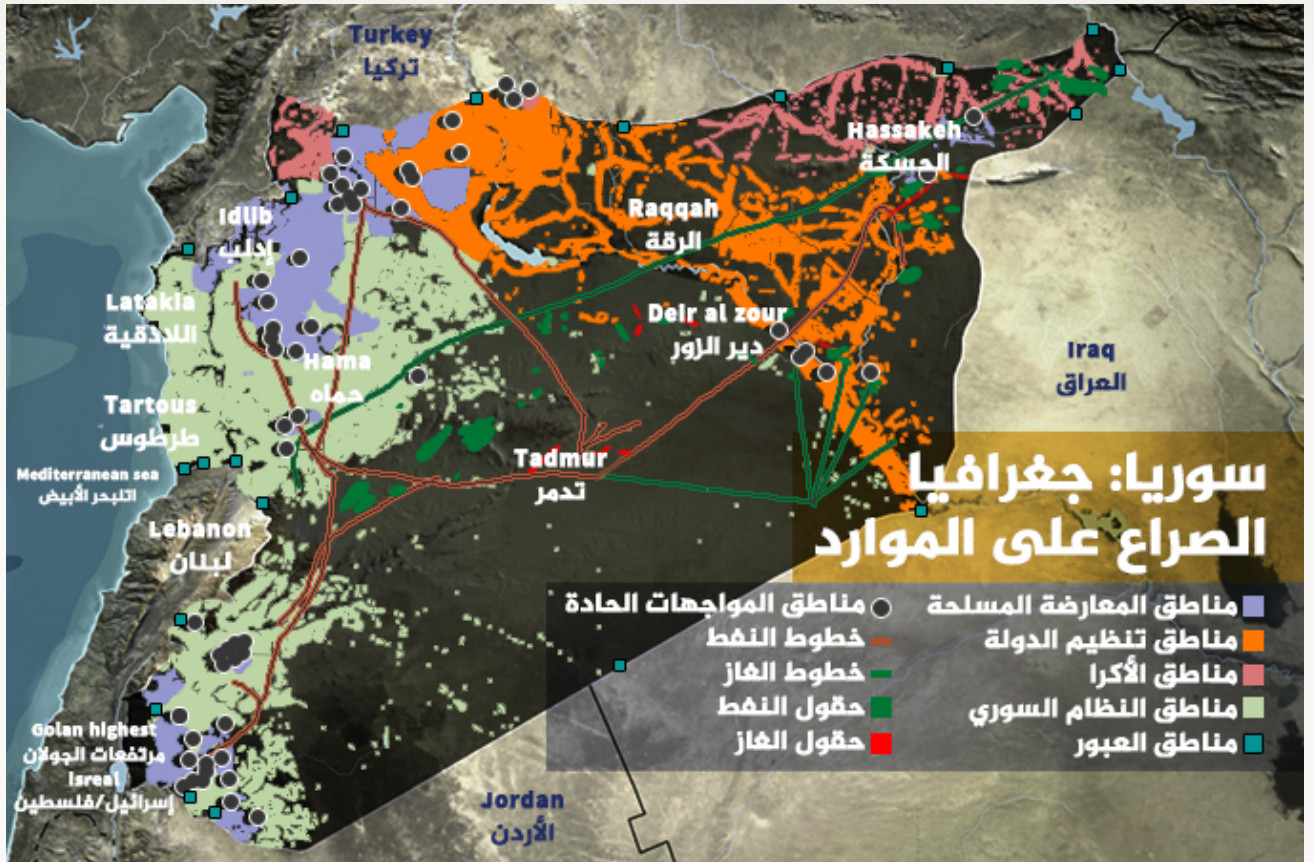 Turkey
تركيا
Hassakeh
الحسكة
Idlib
إدلب
Raqqah
الرقة
Latakia
اللاذقية
Deir al zour
دير الزور
Iraq
العراق
Hama
حماه
Tartous
طرطوس
Tadmur
تدمر
Mediterranean sea
اتلبحر الأبيض
Lebanon
لبنان
سوريا: جغرافيا
الصراع على الموارد
مناطق المعارضة المسلحة
مناطق تنظيم الدولة
مناطق الأكرا
مناطق النظام السوري
مناطق العبور
مناطق المواجهات الحادة
خطوط النفط
خطوط الغاز
حقول النفط
حقول الغاز
Golan highest
مرتفعات الجولان
Isreal
إسرائيل/فلسطين
Jordan
الأردن